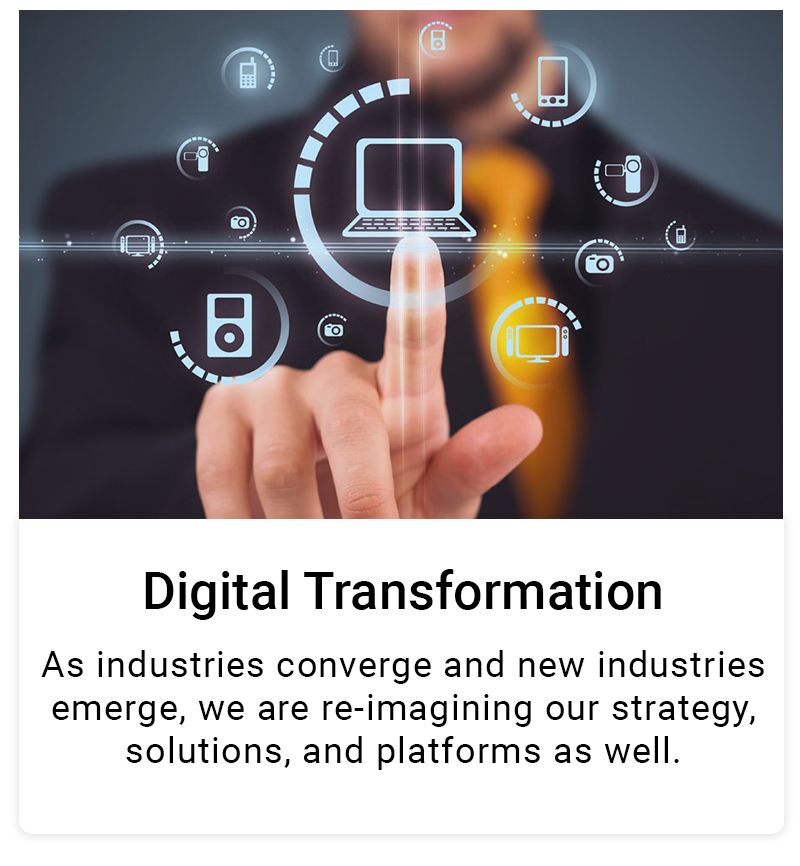 Digital Transformation
As industries converge and new industries
emerge, we are re-imagining our strategy,
solutions, and platforms as well.